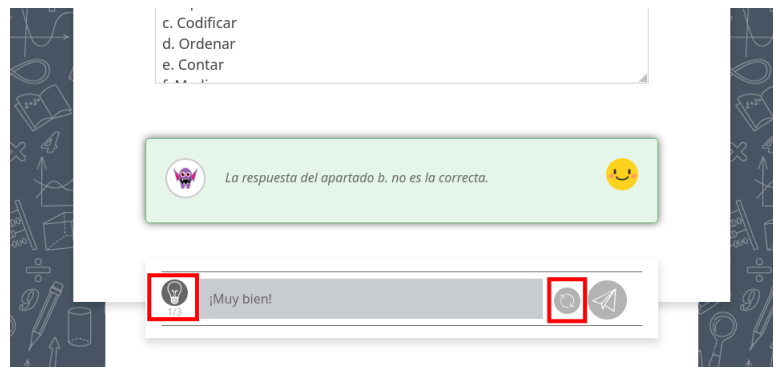 c. Codificar
d. Ordenar
e. Contar
La respuesta del apartado b. no es la correcta.
¡Muy bien!
1/3